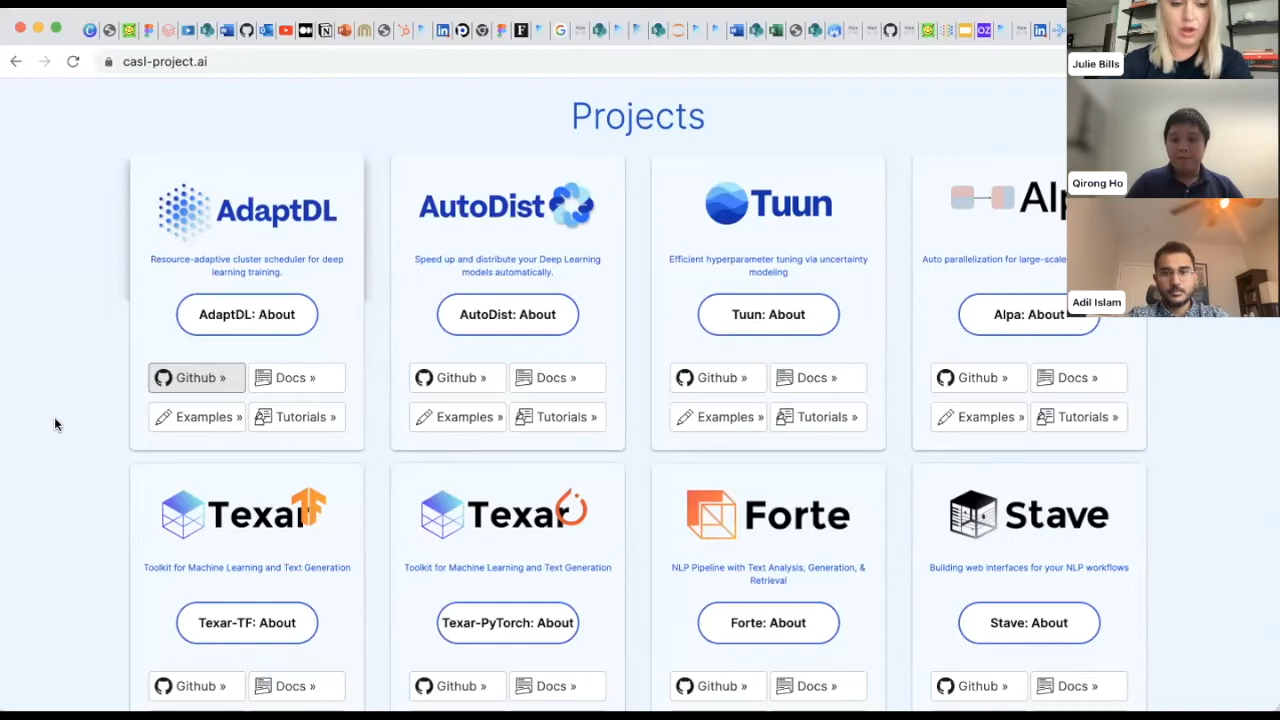 casl-project.ai
Julie Bills
Qirong Ho
Adil Islam
Projects
AdaptDL
Resource-adaptive cluster scheduler for deep
learning training.
AdaptDL: About
Github »
Docs »
Examples »
Tutorials »
AutoDist
Speed up and distribute your Deep Learning
models automatically.
AutoDist: About
Github »
Docs »
Examples »
Tutorials »
Tuun
Efficient hyperparameter tuning via uncertainty
modeling
Tuun: About
Github »
Docs »
Examples »
Tutorials »
Alp
Auto parallelization for large-scale
Alpa: About
Github »
Docs »
Examples »
Tutorials »
Texar
Toolkit for Machine Learning and Text Generation
Texar-TF: About
Github »
Docs »
Texar
Toolkit for Machine Learning and Text Generation
Texar-PyTorch: About
Github »
Docs »
Forte
NLP Pipeline with Text Analysis, Generation, &
Retrieval
Forte: About
Github »
Docs »
Stave
Building web interfaces for your NLP workflows
Stave: About
Github »
Docs »